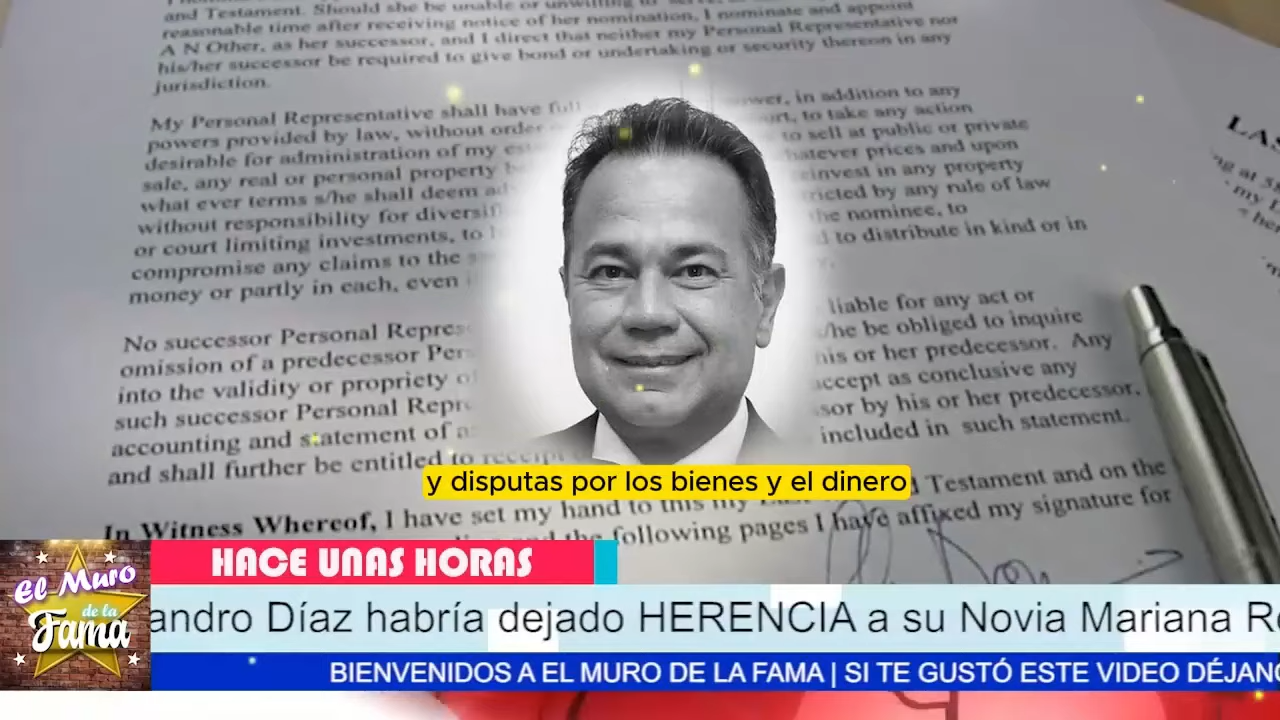 and Testament. Should she be unable or unwilling to
reasonable time after receiving notice of her nomination, I nominate and appoint
A N Other, as her successor, and I direct that neither my Personal Representative nor
his/her successor be required to give bond or undertaking or security thereon in any
jurisdiction.
My Personal Representative shall have full power, in addition to any
powers provided by law, without order to take any action
desirable for administration of my to sell at public or private
sale, any real or personal property whatever prices and upon
what ever terms s/he shall deem reinvest in any property
without responsibility for by any rule of law
or court limiting investments, to the nominee, to
compromise any claims to the to distribute in kind or in
money or partly in each, even
No successor Personal liable for any act or
omission of a predecessor be obliged to inquire
into the validity or propriety his or her predecessor. Any
such successor Personal accept as conclusive any
accounting and statement of by his or her predecessor,
and shall further be entitled to included in such statement.
y disputas por los bienes y el dinero
In Witness Whereof, I have set my hand to this my Testament and on the
and the following pages I have affixed my signature for
HACE UNAS HORAS
El Muro
de la
Fama
andro Díaz habría dejado HERENCIA a su Novia Mariana
BIENVENIDOS A EL MURO DE LA FAMA | SI TE GUSTÓ ESTE VIDEO